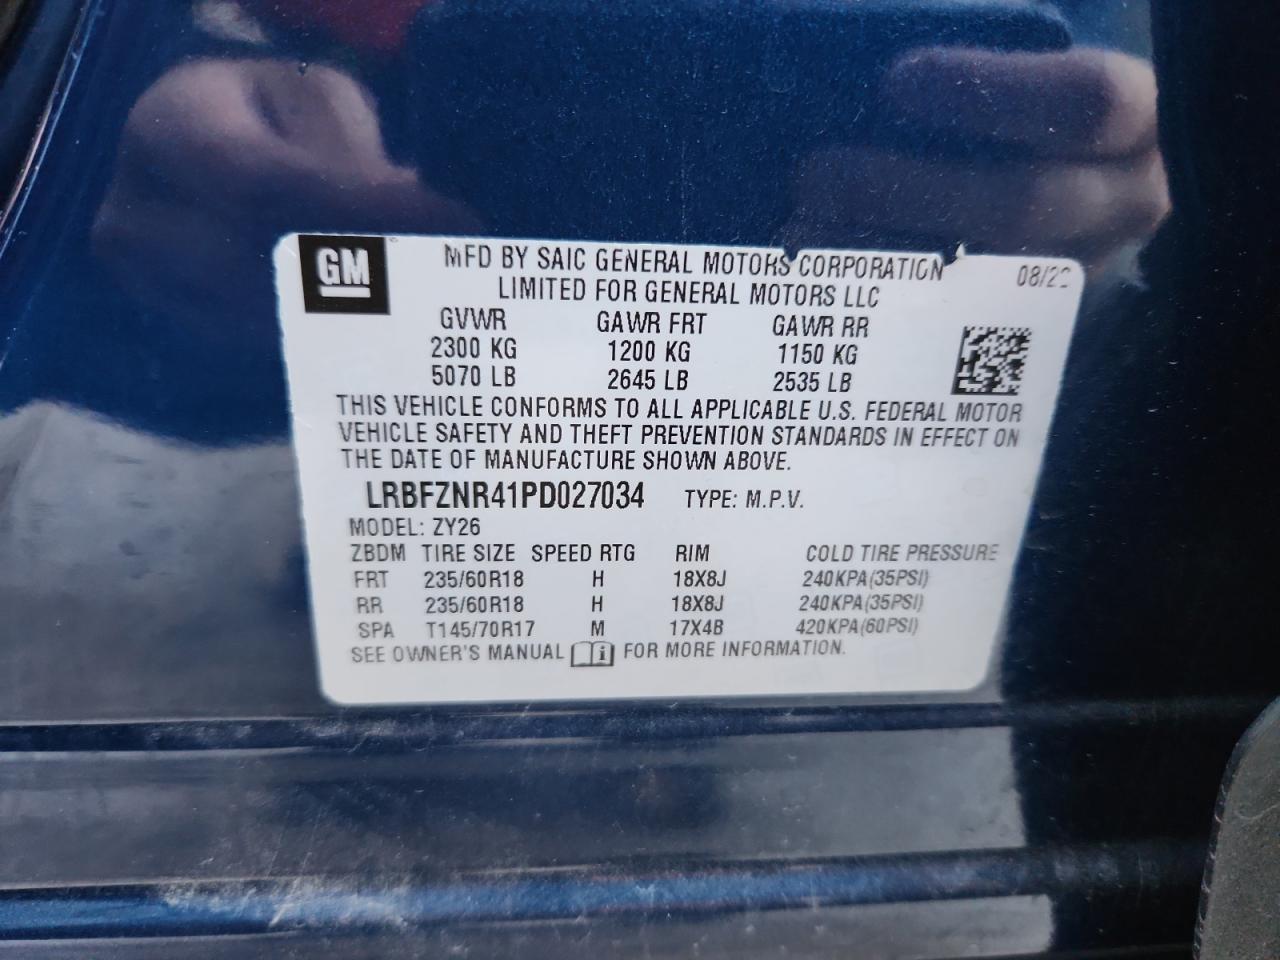 GM
MFD BY SAIC GENERAL MOTORS CORPORATION 08/22
LIMITED FOR GENERAL MOTORS LLC
GVWR GAWR FRT GAWR RR
2300 KG 1200 KG 1150 KG
5070 LB 2645 LB 2535 LB
THIS VEHICLE CONFORMS TO ALL APPLICABLE U.S. FEDERAL MOTOR
VEHICLE SAFETY AND THEFT PREVENTION STANDARDS IN EFFECT ON
THE DATE OF MANUFACTURE SHOWN ABOVE.
LRBFZNR41PD027034 TYPE: M.P.V.
MODEL: ZY26
ZBDM TIRE SIZE SPEED RTG RIM COLD TIRE PRESSURE
FRT 235/60R18 H 18X8J 240KPA(35PSI)
RR 235/60R18 H 18X8J 240KPA(35PSI)
SPA T145/70R17 M 17X4B 420KPA(60PSI)
SEE OWNER'S MANUAL i FOR MORE INFORMATION.